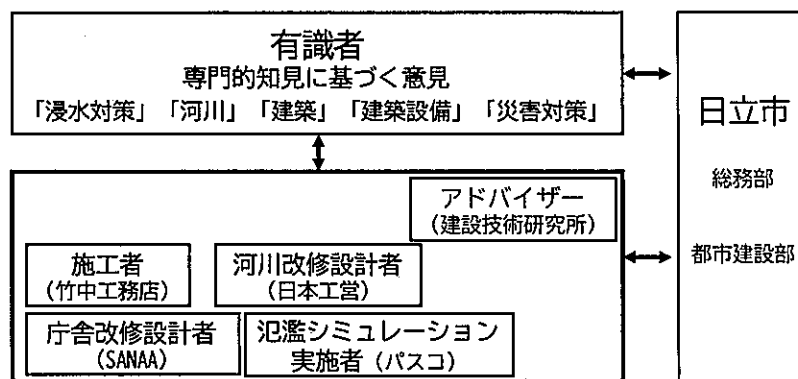 有識者
専門的知見に基づく意見
「浸水対策」「河川」「建築」「建築設備」「災害対策」
日立市
総務部
都市建設部
アドバイザー
(建設技術研究所)
施工者
(竹中工務店)
河川改修設計者
(日本工営)
庁舎改修設計者
(SANAA)
氾濫シミュレーション
実施者(パスコ)